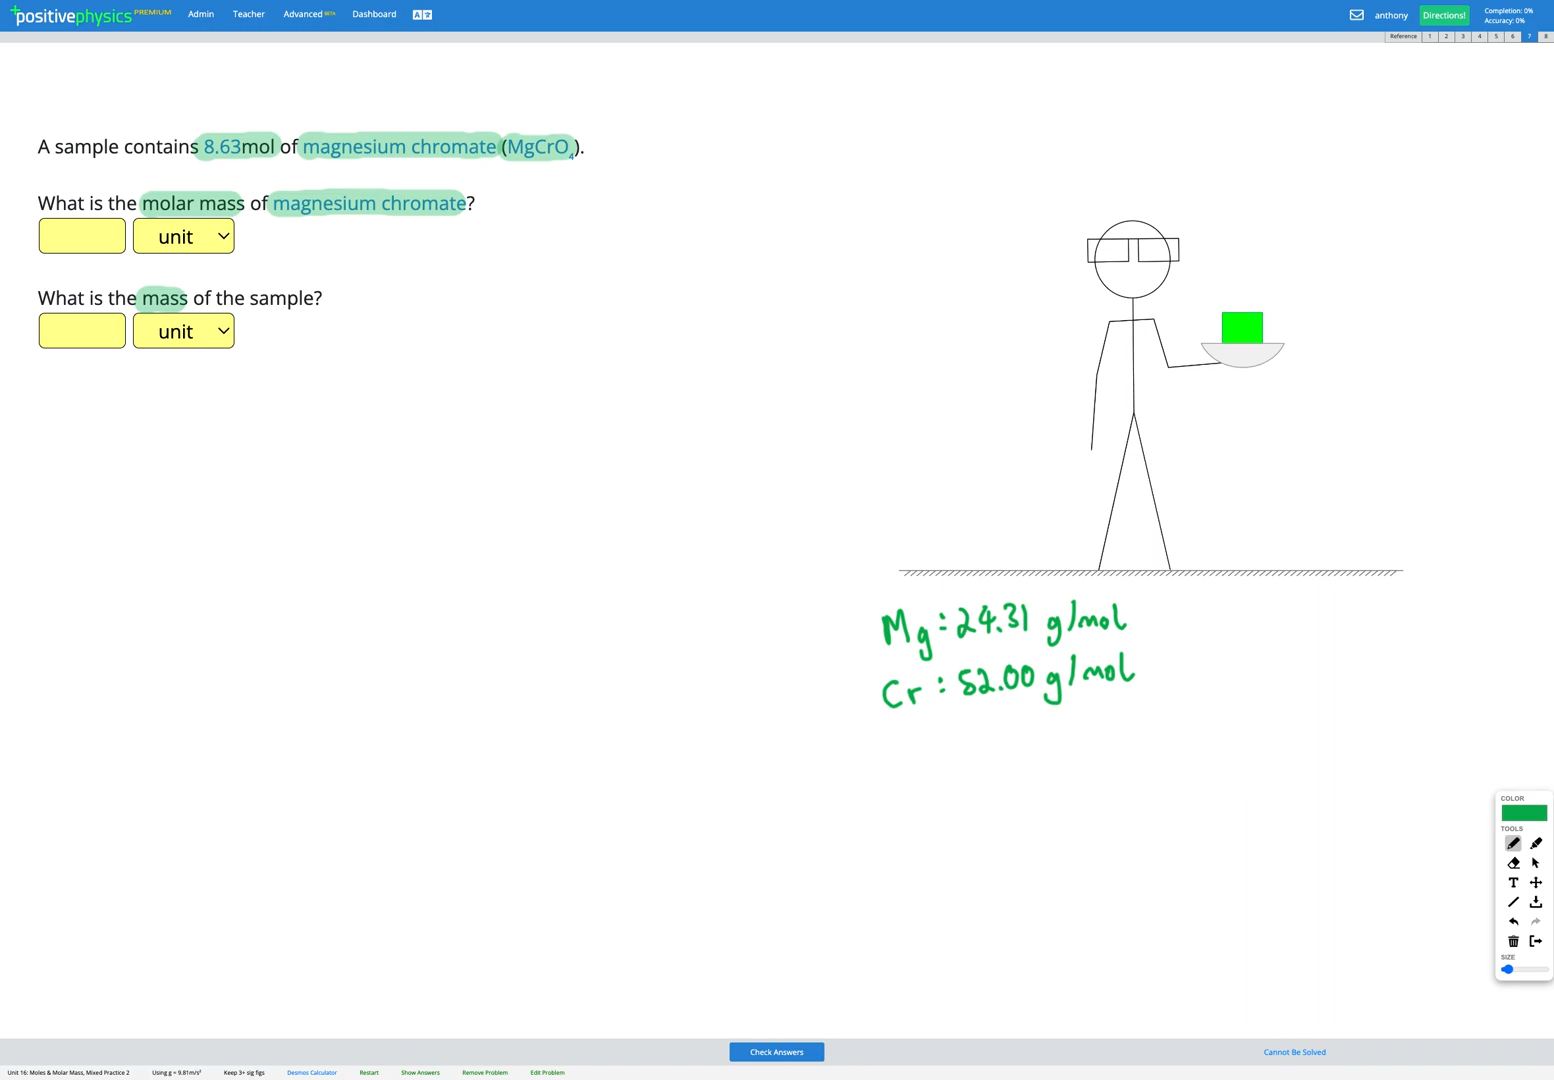 +positivephysics PREMIUM Admin Teacher Advanced BETA Dashboard A anthony Directions! Completion: 0%
Accuracy: 0%
Reference 1 2 3 4 5 6 7 8
A sample contains 8.63mol of magnesium chromate (MgCrO₄).
What is the molar mass of magnesium chromate?
unit
What is the mass of the sample?
unit
Mg: 24.31 g/mol
Cr: 52.00 g/mol
COLOR
TOOLS
T
SIZE
Check Answers Cannot Be Solved
Unit 16: Moles & Molar Mass, Mixed Practice 2 Using g = 9.81m/s² Keep 3+ sig figs Desmos Calculator Restart Show Answers Remove Problem Edit Problem